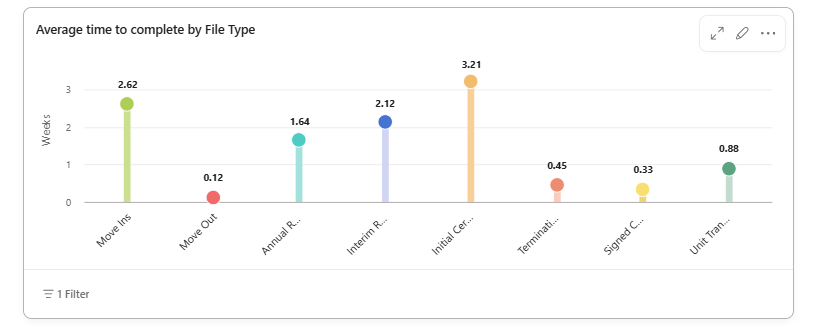 Average time to complete by File Type
Weeks
3
2
1
0
2.62
0.12
1.64
2.12
3.21
0.45
0.33
0.88
Move Ins
Move Out
Annual R...
Interim R...
Initial Cer...
Terminati...
Signed C...
Unit Tran...
1 Filter